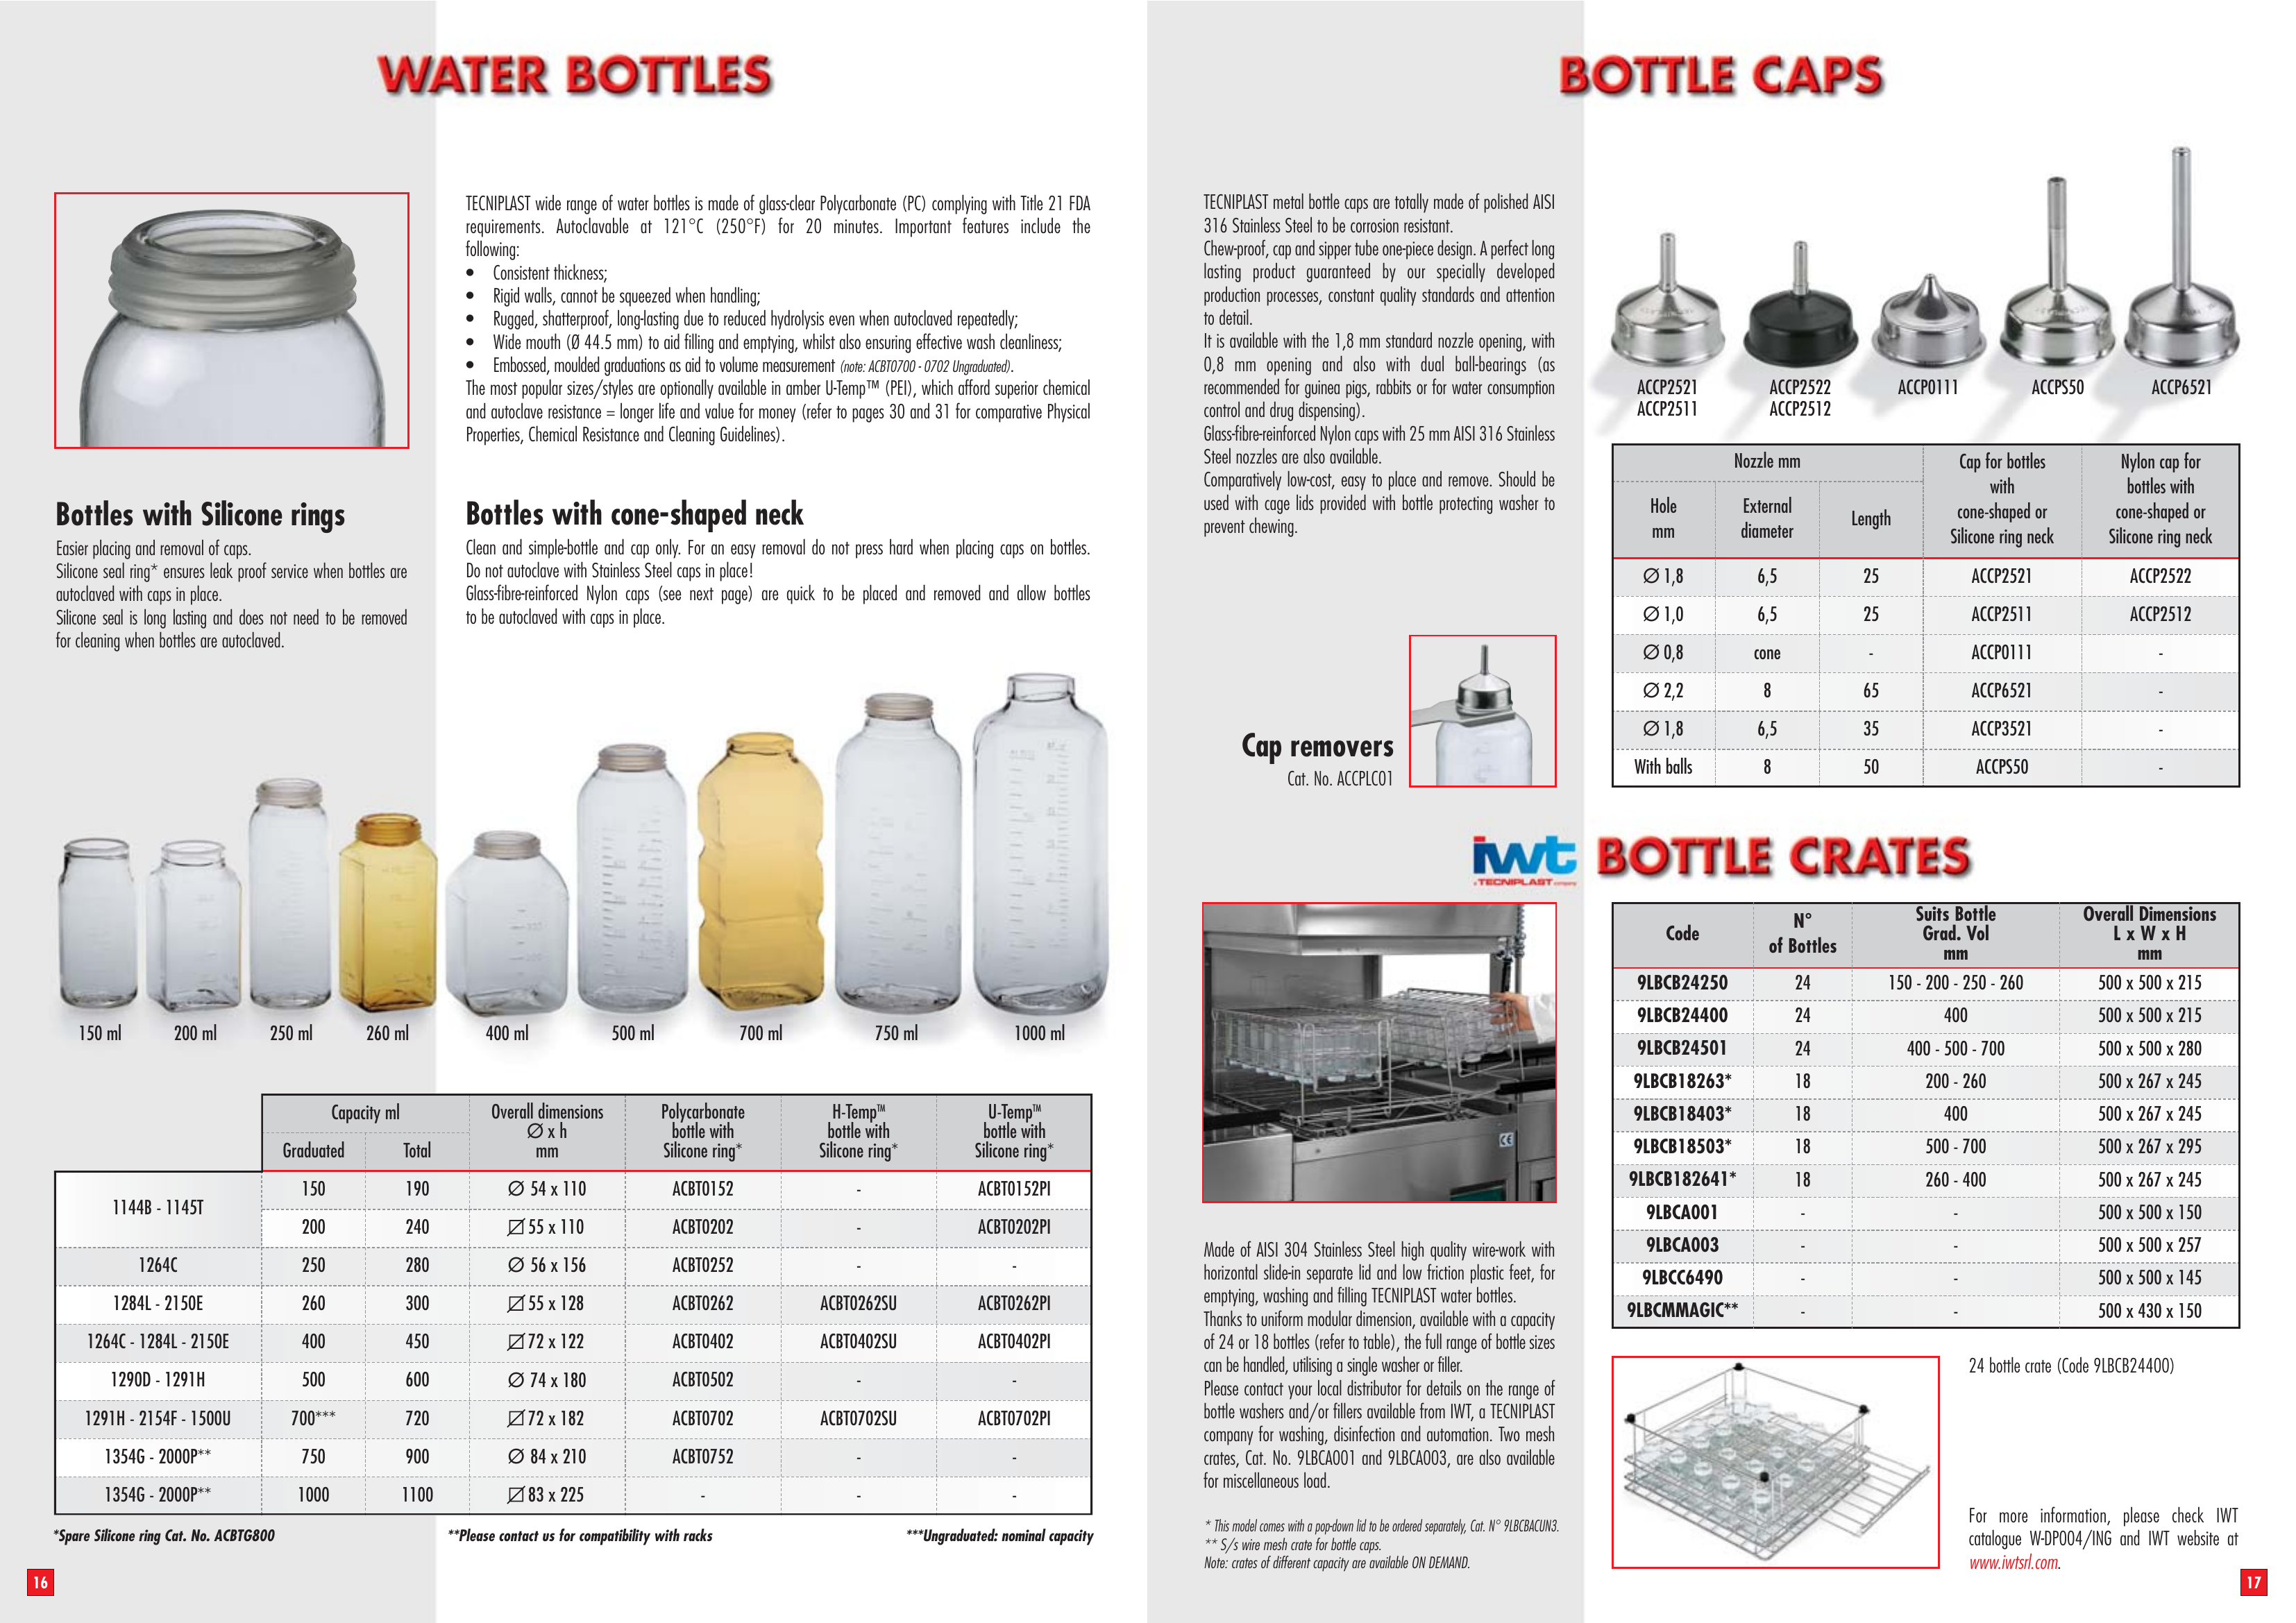 WATER BOTTLES
TECNIPLAST wide range of water bottles is made of glass-clear Polycarbonate (PC) complying with Title 21 FDA
requirements. Autoclavable at 121°C (250°F) for 20 minutes. Important features include the
following:
• Consistent thickness;
• Rigid walls, cannot be squeezed when handling;
• Rugged, shatterproof, long-lasting due to reduced hydrolysis even when autoclaved repeatedly;
• Wide mouth (Ø 44.5 mm) to aid filling and emptying, whilst also ensuring effective wash cleanliness;
• Embossed, moulded graduations as aid to volume measurement (note: ACBT0700 - 0702 Ungraduated).
The most popular sizes/styles are optionally available in amber U-Temp™ (PEI), which afford superior chemical
and autoclave resistance = longer life and value for money (refer to pages 30 and 31 for comparative Physical
Properties, Chemical Resistance and Cleaning Guidelines).
Bottles with Silicone rings
Easier placing and removal of caps.
Silicone seal ring* ensures leak proof service when bottles are
autoclaved with caps in place.
Silicone seal is long lasting and does not need to be removed
for cleaning when bottles are autoclaved.
Bottles with cone-shaped neck
Clean and simple-bottle and cap only. For an easy removal do not press hard when placing caps on bottles.
Do not autoclave with Stainless Steel caps in place!
Glass-fibre-reinforced Nylon caps (see next page) are quick to be placed and removed and allow bottles
to be autoclaved with caps in place.
150 ml 200 ml 250 ml 260 ml 400 ml 500 ml 700 ml 750 ml 1000 ml
Capacity ml Overall dimensions Polycarbonate H-Temp™ U-Temp™
Ø x h bottle with bottle with bottle with
Graduated Total mm Silicone ring* Silicone ring* Silicone ring*
1144B - 1145T 150 190 Ø 54 x 110 ACBT0152 - ACBT0152PI
200 240 55 x 110 ACBT0202 - ACBT0202PI
1264C 250 280 Ø 56 x 156 ACBT0252 - -
1284L - 2150E 260 300 55 x 128 ACBT0262 ACBT0262SU ACBT0262PI
1264C - 1284L - 2150E 400 450 72 x 122 ACBT0402 ACBT0402SU ACBT0402PI
1290D - 1291H 500 600 Ø 74 x 180 ACBT0502 - -
1291H - 2154F - 1500U 700*** 720 72 x 182 ACBT0702 ACBT0702SU ACBT0702PI
1354G - 2000P** 750 900 Ø 84 x 210 ACBT0752 - -
1354G - 2000P** 1000 1100 83 x 225 - - -
*Spare Silicone ring Cat. No. ACBTG800 **Please contact us for compatibility with racks ***Ungraduated: nominal capacity
16
BOTTLE CAPS
TECNIPLAST metal bottle caps are totally made of polished AISI
316 Stainless Steel to be corrosion resistant.
Chew-proof, cap and sipper tube one-piece design. A perfect long
lasting product guaranteed by our specially developed
production processes, constant quality standards and attention
to detail.
It is available with the 1,8 mm standard nozzle opening, with
0,8 mm opening and also with dual ball-bearings (as
recommended for guinea pigs, rabbits or for water consumption
control and drug dispensing).
Glass-fibre-reinforced Nylon caps with 25 mm AISI 316 Stainless
Steel nozzles are also available.
Comparatively low-cost, easy to place and remove. Should be
used with cage lids provided with bottle protecting washer to
prevent chewing.
ACCP2521 ACCP2522 ACCP0111 ACCPS50 ACCP6521
ACCP2511 ACCP2512
Nozzle mm Cap for bottles Nylon cap for
with bottles with
Hole External Length cone-shaped or cone-shaped or
mm diameter Silicone ring neck Silicone ring neck
Ø 1,8 6,5 25 ACCP2521 ACCP2522
Ø 1,0 6,5 25 ACCP2511 ACCP2512
Ø 0,8 cone - ACCP0111 -
Ø 2,2 8 65 ACCP6521 -
Ø 1,8 6,5 35 ACCP3521 -
With balls 8 50 ACCPS50 -
Cap removers
Cat. No. ACCPLC01
iwt BOTTLE CRATES
a TECNIPLAST company
Code N° Suits Bottle Overall Dimensions
of Bottles Grad. Vol L x W x H
mm mm
9LBCB24250 24 150 - 200 - 250 - 260 500 x 500 x 215
9LBCB24400 24 400 500 x 500 x 215
9LBCB24501 24 400 - 500 - 700 500 x 500 x 280
9LBCB18263* 18 200 - 260 500 x 267 x 245
9LBCB18403* 18 400 500 x 267 x 245
9LBCB18503* 18 500 - 700 500 x 267 x 295
9LBCB182641* 18 260 - 400 500 x 267 x 245
9LBCA001 - - 500 x 500 x 150
9LBCA003 - - 500 x 500 x 257
9LBCC6490 - - 500 x 500 x 145
9LBCMMAGIC** - - 500 x 430 x 150
CE
Made of AISI 304 Stainless Steel high quality wire-work with
horizontal slide-in separate lid and low friction plastic feet, for
emptying, washing and filling TECNIPLAST water bottles.
Thanks to uniform modular dimension, available with a capacity
of 24 or 18 bottles (refer to table), the full range of bottle sizes
can be handled, utilising a single washer or filler.
Please contact your local distributor for details on the range of
bottle washers and/or fillers available from IWT, a TECNIPLAST
company for washing, disinfection and automation. Two mesh
crates, Cat. No. 9LBCA001 and 9LBCA003, are also available
for miscellaneous load.
* This model comes with a pop-down lid to be ordered separately, Cat. N° 9LBCBACUN3.
** S/s wire mesh crate for bottle caps.
Note: crates of different capacity are available ON DEMAND.
24 bottle crate (Code 9LBCB24400)
For more information, please check IWT
catalogue W-DP004/ING and IWT website at
www.iwtsrl.com.
17